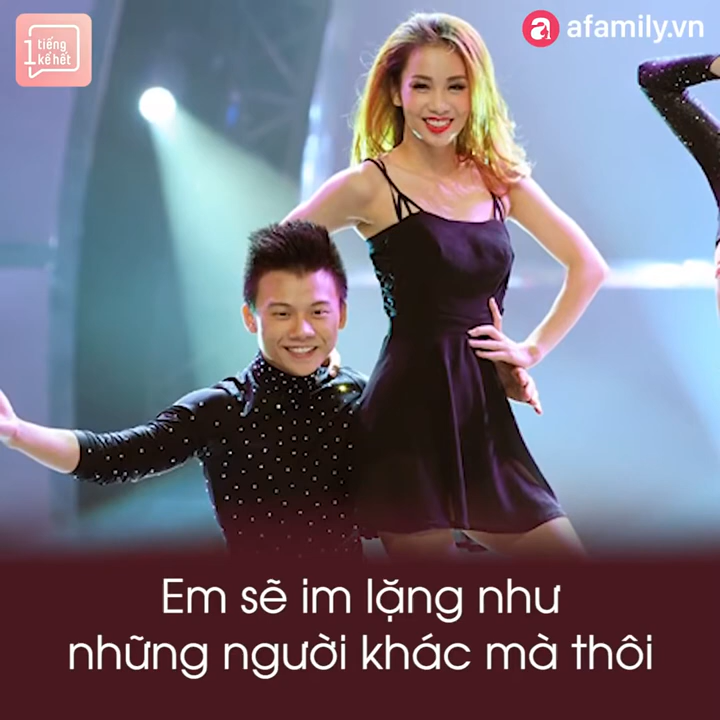 1 tiếng
kể hết
a afamily.vn
Em sẽ im lặng như
những người khác mà thôi